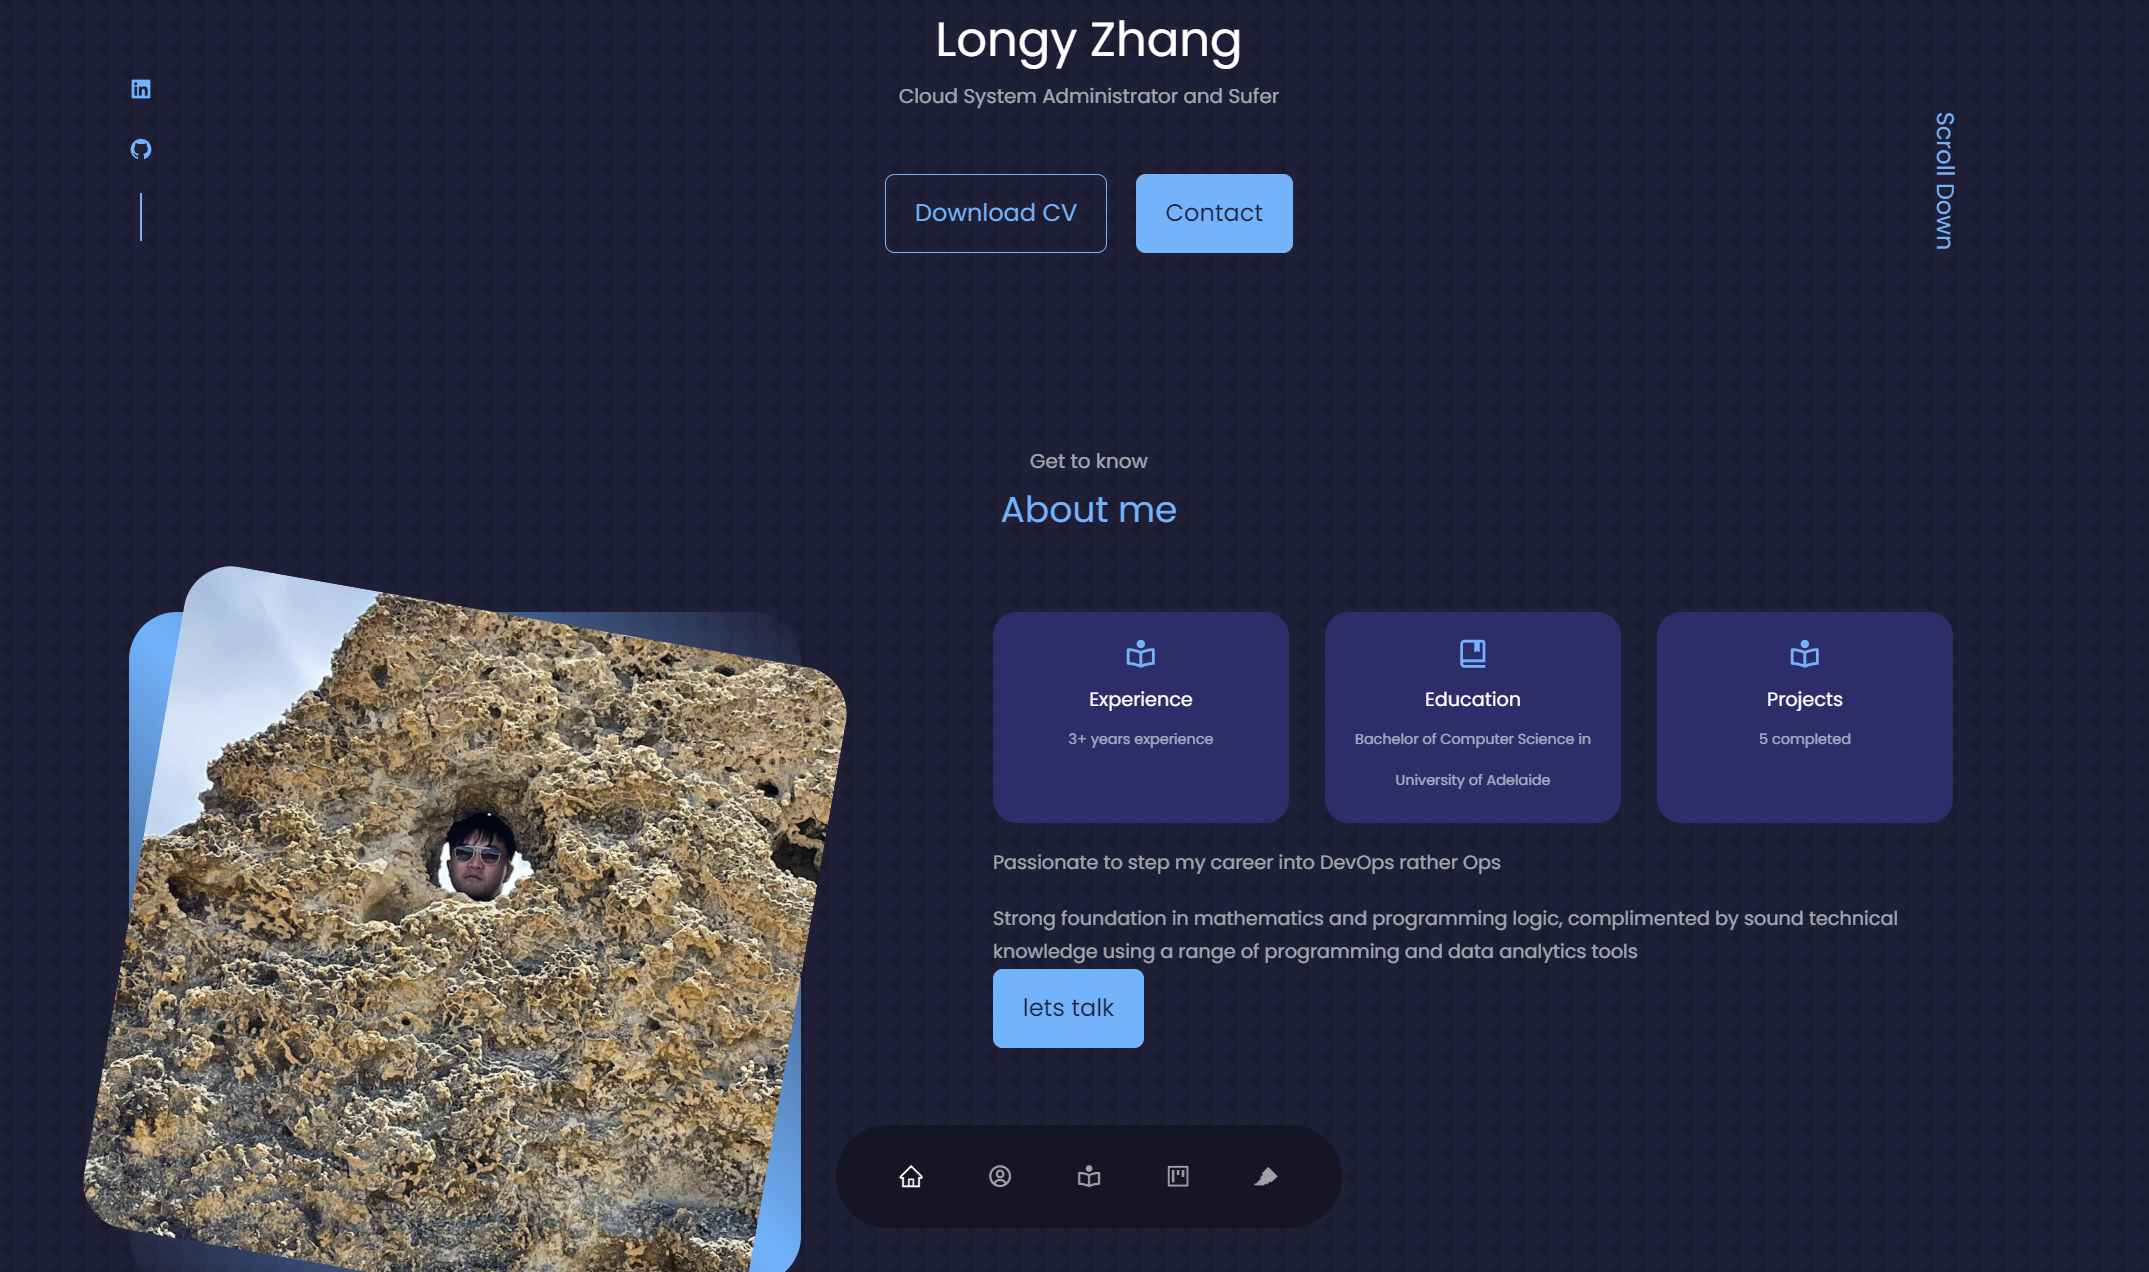 Longy Zhang
Cloud System Administrator and Sufer
Download CV
Contact
Scroll Down
Get to know
About me
Experience
3+ years experience
Education
Bachelor of Computer Science in
University of Adelaide
Projects
5 completed
Passionate to step my career into DevOps rather Ops
Strong foundation in mathematics and programming logic, complimented by sound technical
knowledge using a range of programming and data analytics tools
lets talk